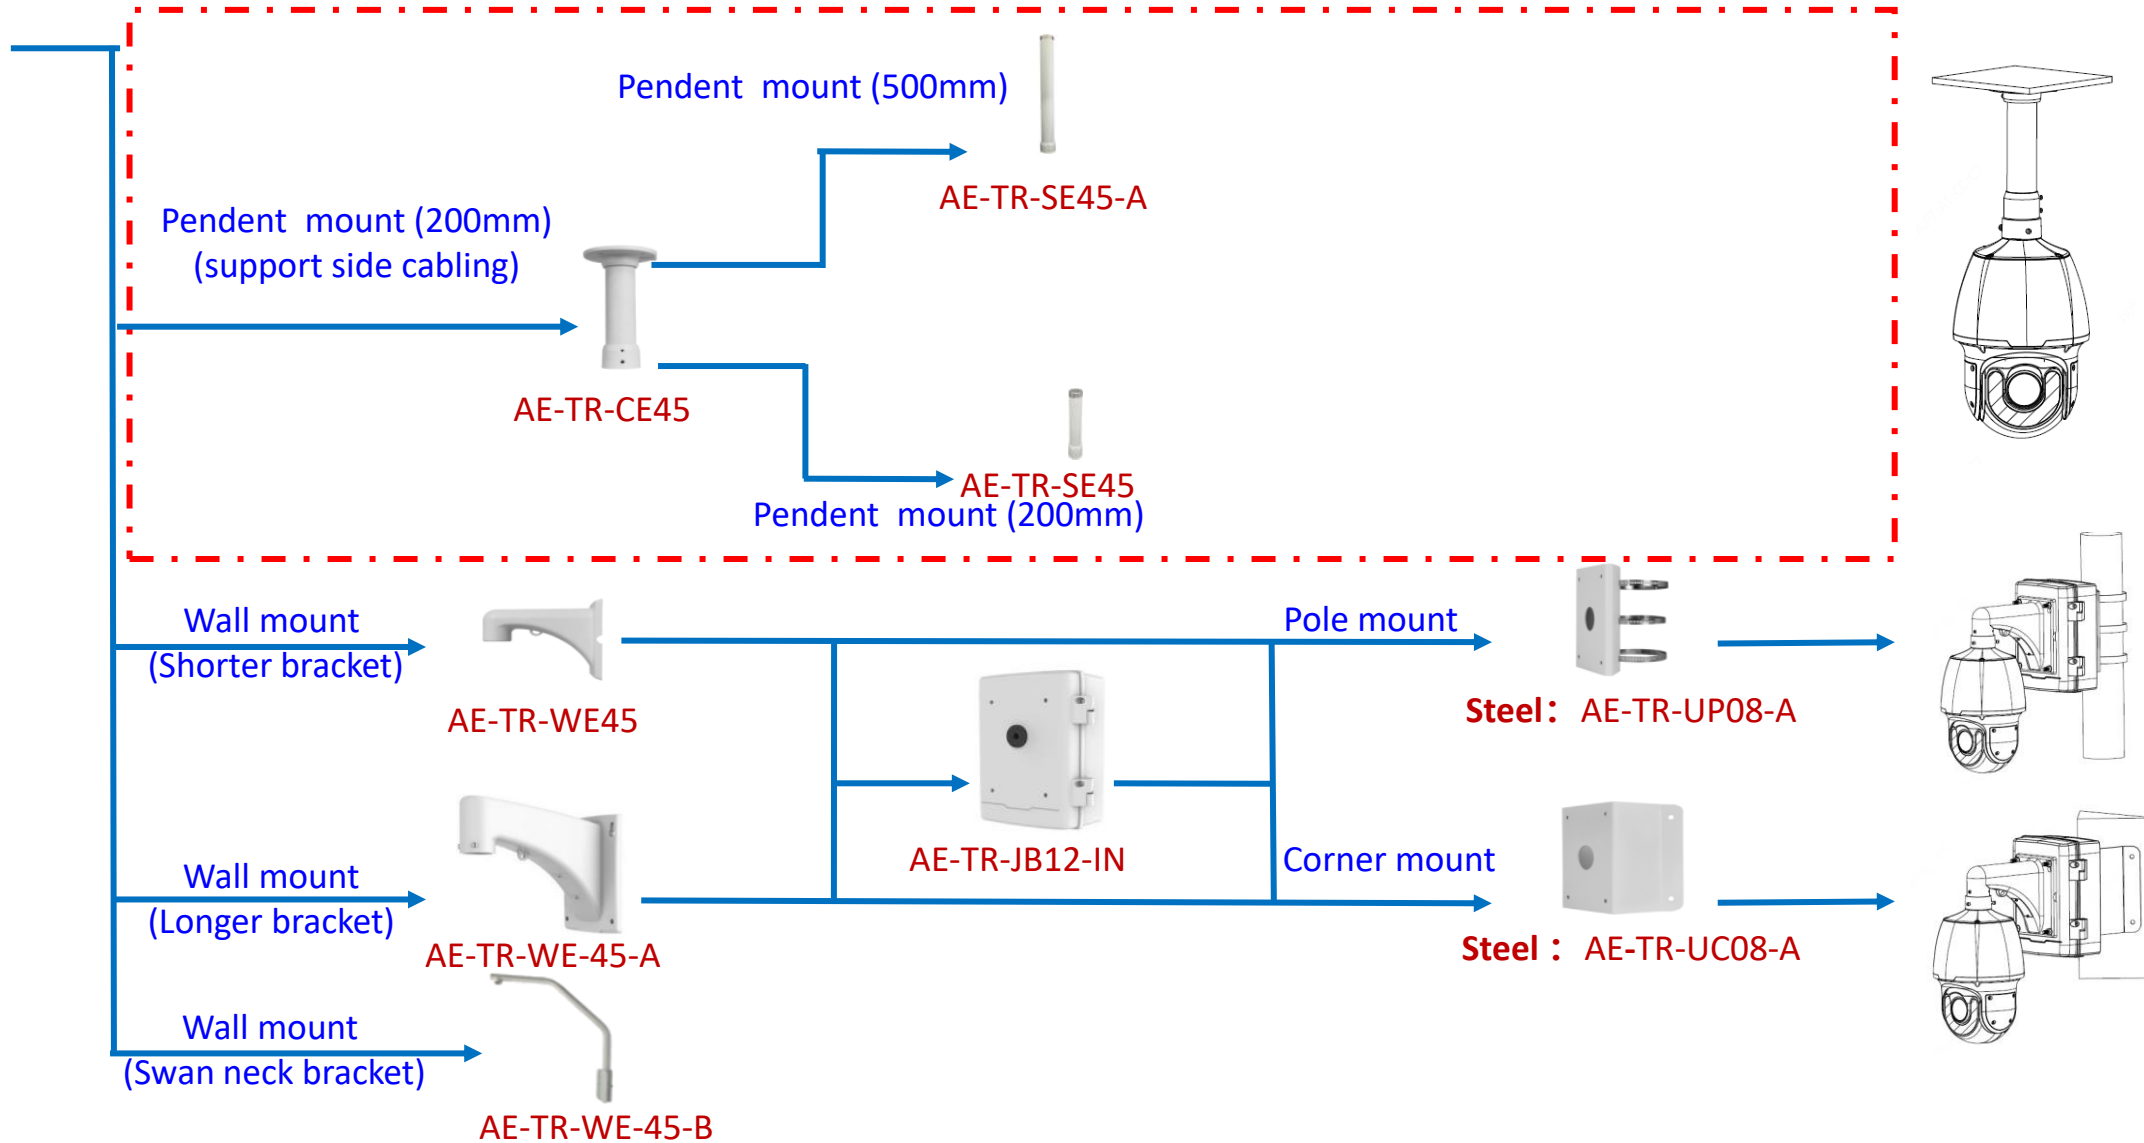 Pendent mount (500mm)
AE-TR-SE45-A
Pendent mount (200mm)
(support side cabling)
AE-TR-CE45
AE-TR-SE45
Pendent mount (200mm)
Wall mount
(Shorter bracket)
AE-TR-WE45
Pole mount
Steel： AE-TR-UP08-A
AE-TR-JB12-IN
Wall mount
(Longer bracket)
AE-TR-WE-45-A
Corner mount
Steel： AE-TR-UC08-A
Wall mount
(Swan neck bracket)
AE-TR-WE-45-B